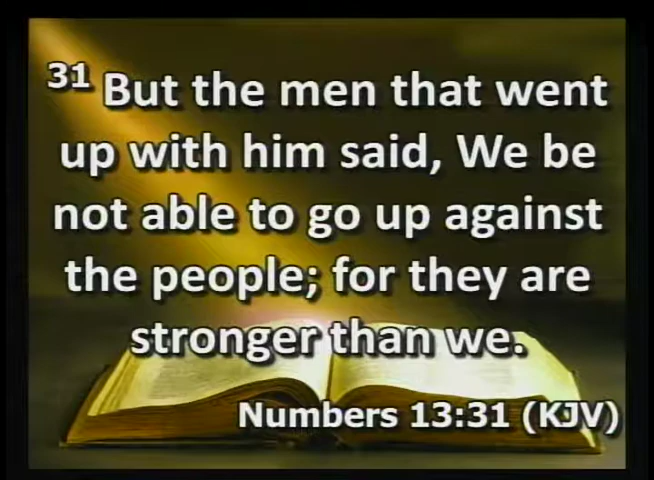 31 But the men that went
up with him said, We be
not able to go up against
the people; for they are
stronger than we.
Numbers 13:31 (KJV)